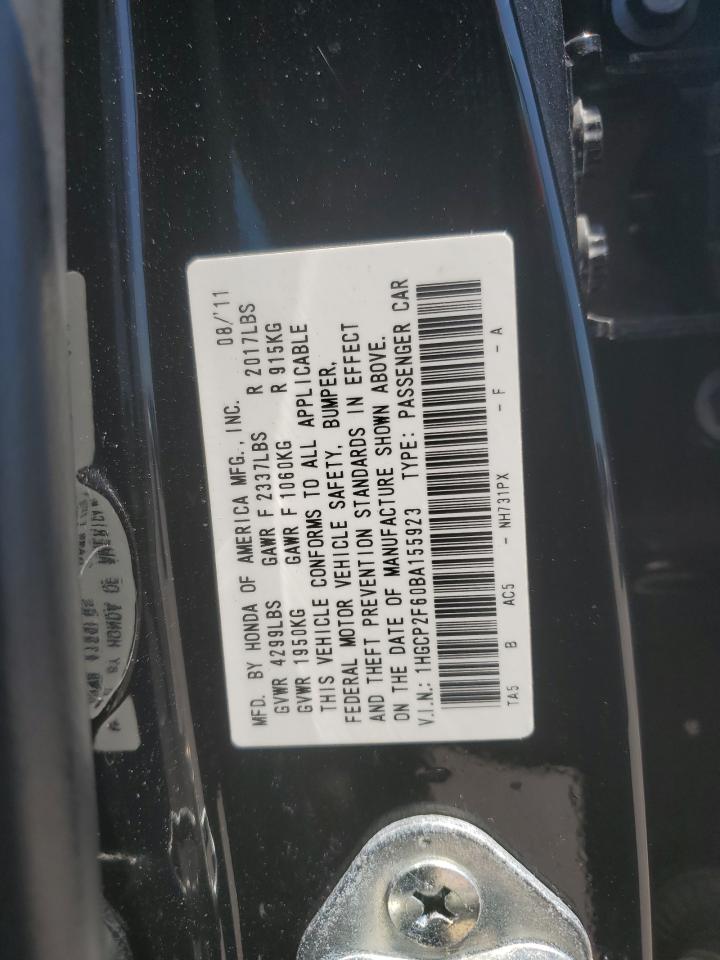 MFD. BY HONDA OF AMERICA MFG., INC. 08/'11
GVWR 4299LBS GAWR F 2337LBS R 2017LBS
GVWR 1950KG GAWR F 1060KG R 915KG
THIS VEHICLE CONFORMS TO ALL APPLICABLE
FEDERAL MOTOR VEHICLE SAFETY, BUMPER,
AND THEFT PREVENTION STANDARDS IN EFFECT
ON THE DATE OF MANUFACTURE SHOWN ABOVE.
V.I.N.: 1HGCP2F60BA155923 TYPE: PASSENGER CAR
TA5 B AC5 - NH731PX - F - A